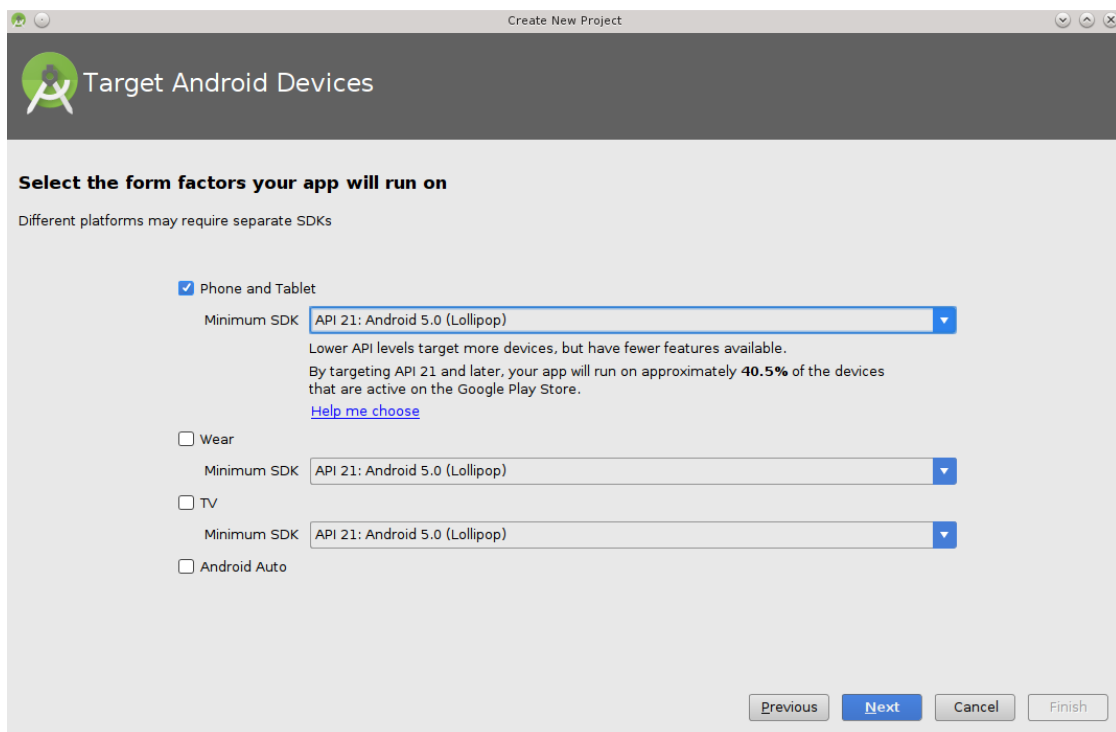 Create New Project
Target Android Devices
Select the form factors your app will run on
Different platforms may require separate SDKs
Phone and Tablet
Minimum SDK API 21: Android 5.0 (Lollipop)
Lower API levels target more devices, but have fewer features available.
By targeting API 21 and later, your app will run on approximately 40.5% of the devices
that are active on the Google Play Store.
Help me choose
Wear
Minimum SDK API 21: Android 5.0 (Lollipop)
TV
Minimum SDK API 21: Android 5.0 (Lollipop)
Android Auto
Previous Next Cancel Finish